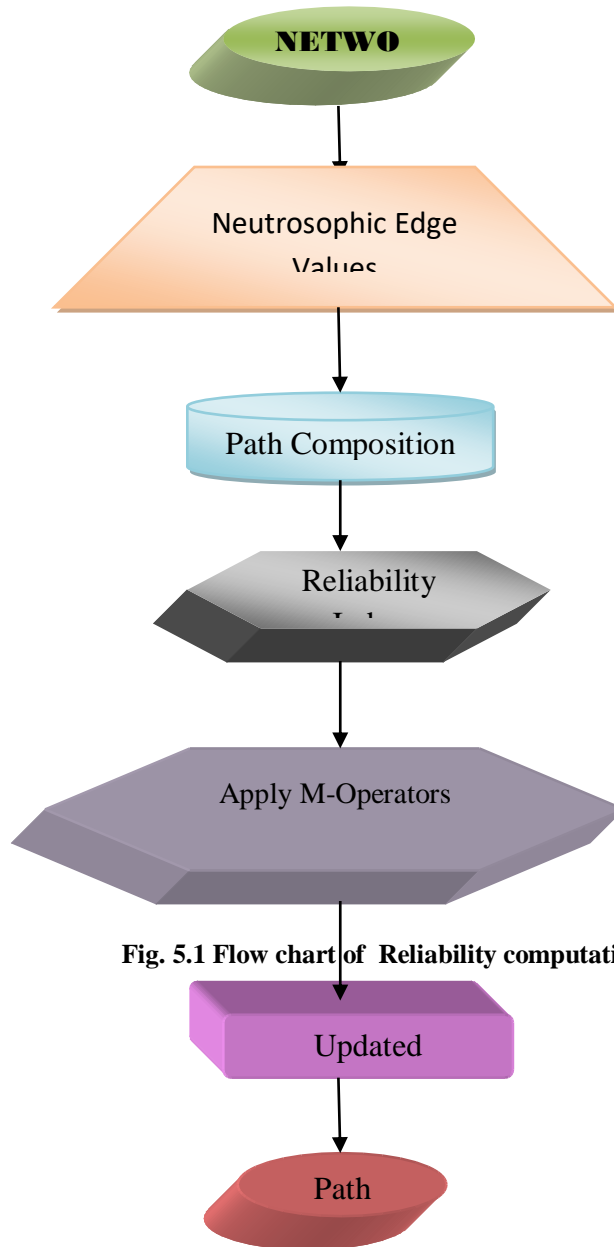 NETWO
Neutrosophic Edge
Values
Path Composition
Reliability
Apply M-Operators
Fig. 5.1 Flow chart of Reliability computati
Updated
Path